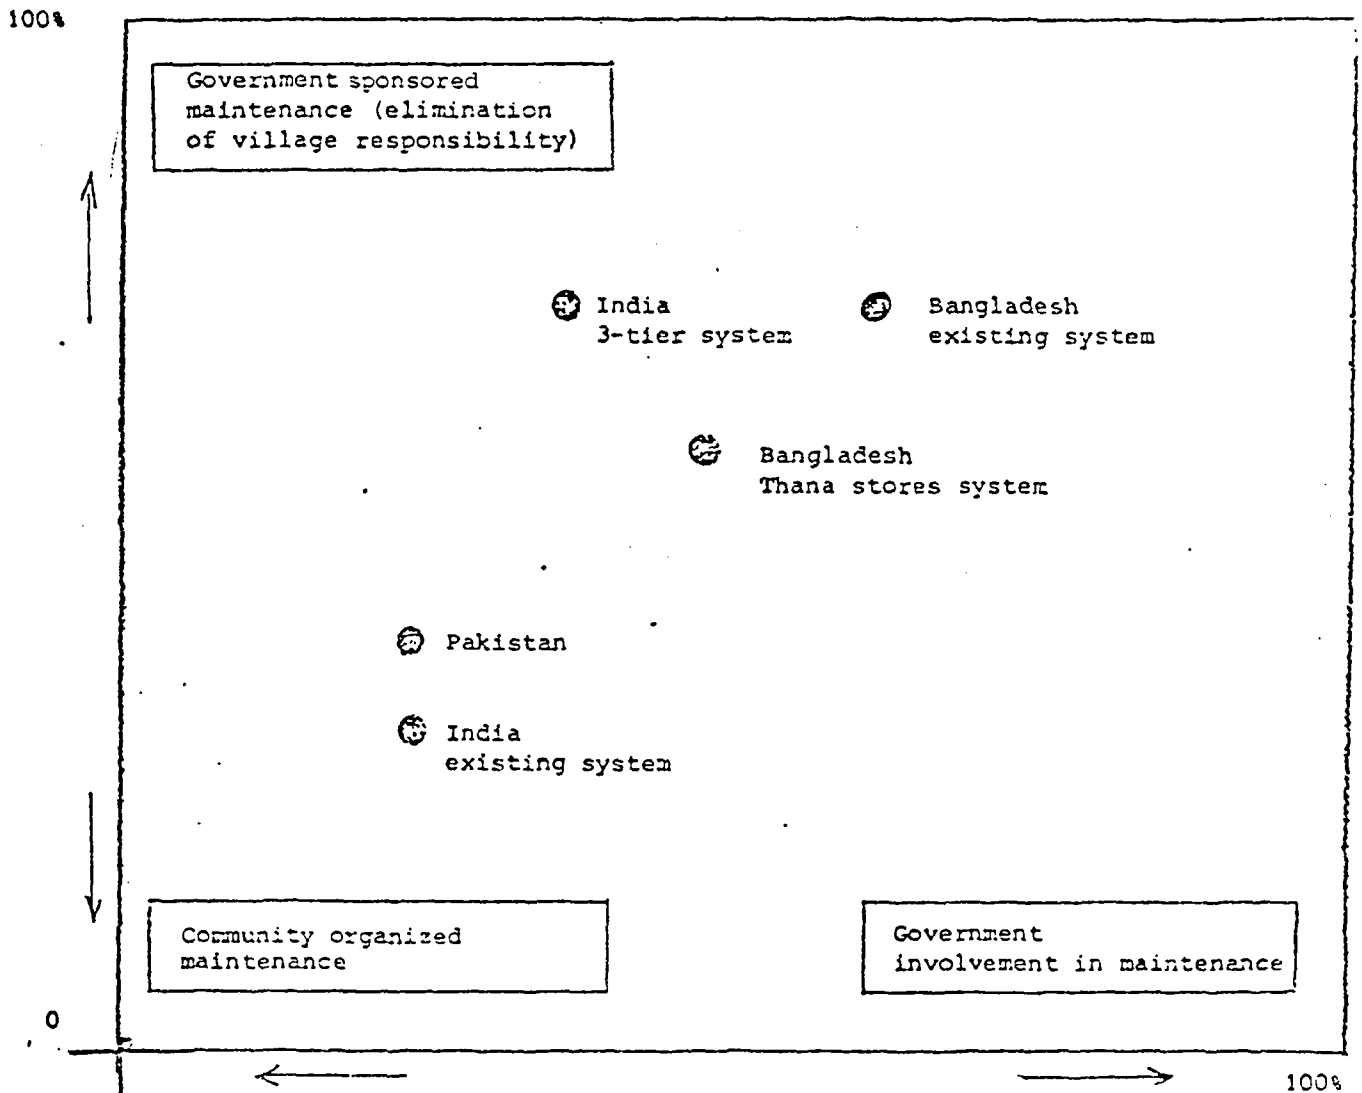 100%
Government sponsored
maintenance (elimination
of village responsibility)
India
3-tier system
Bangladesh
existing system
Bangladesh
Thana stores system
Pakistan
India
existing system
Community organized
maintenance
Government
involvement in maintenance
0
100%